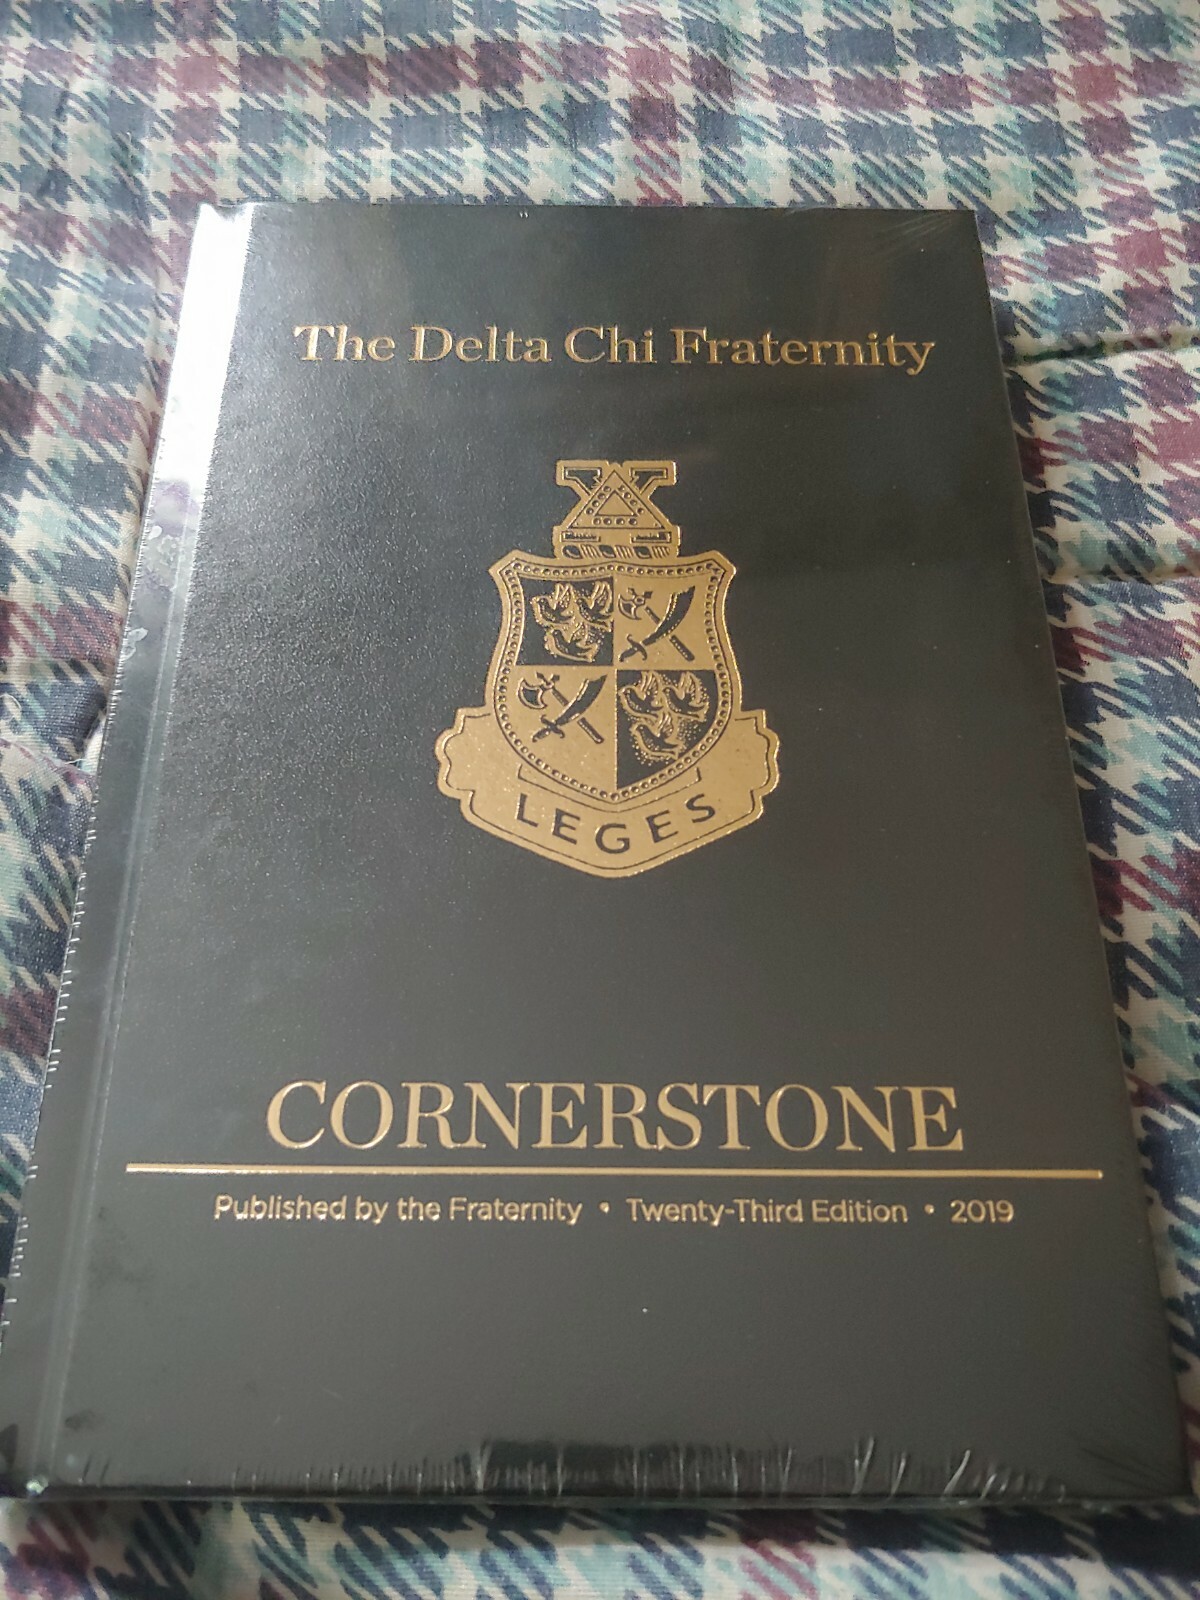 The Delta Chi Fraternity
LEGES
CORNERSTONE
Published by the Fraternity • Twenty-Third Edition • 2019